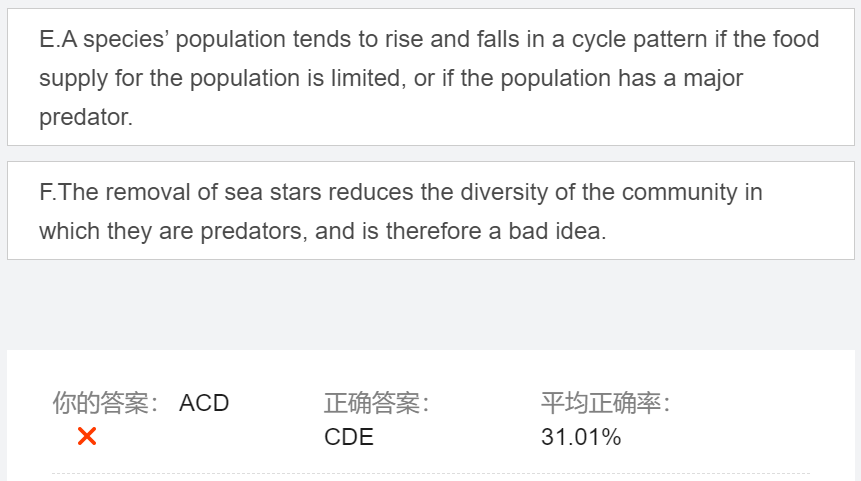 E.A species’ population tends to rise and falls in a cycle pattern if the food
supply for the population is limited, or if the population has a major
predator.
F.The removal of sea stars reduces the diversity of the community in
which they are predators, and is therefore a bad idea.
你的答案： ACD
正确答案：
CDE
平均正确率：
31.01%